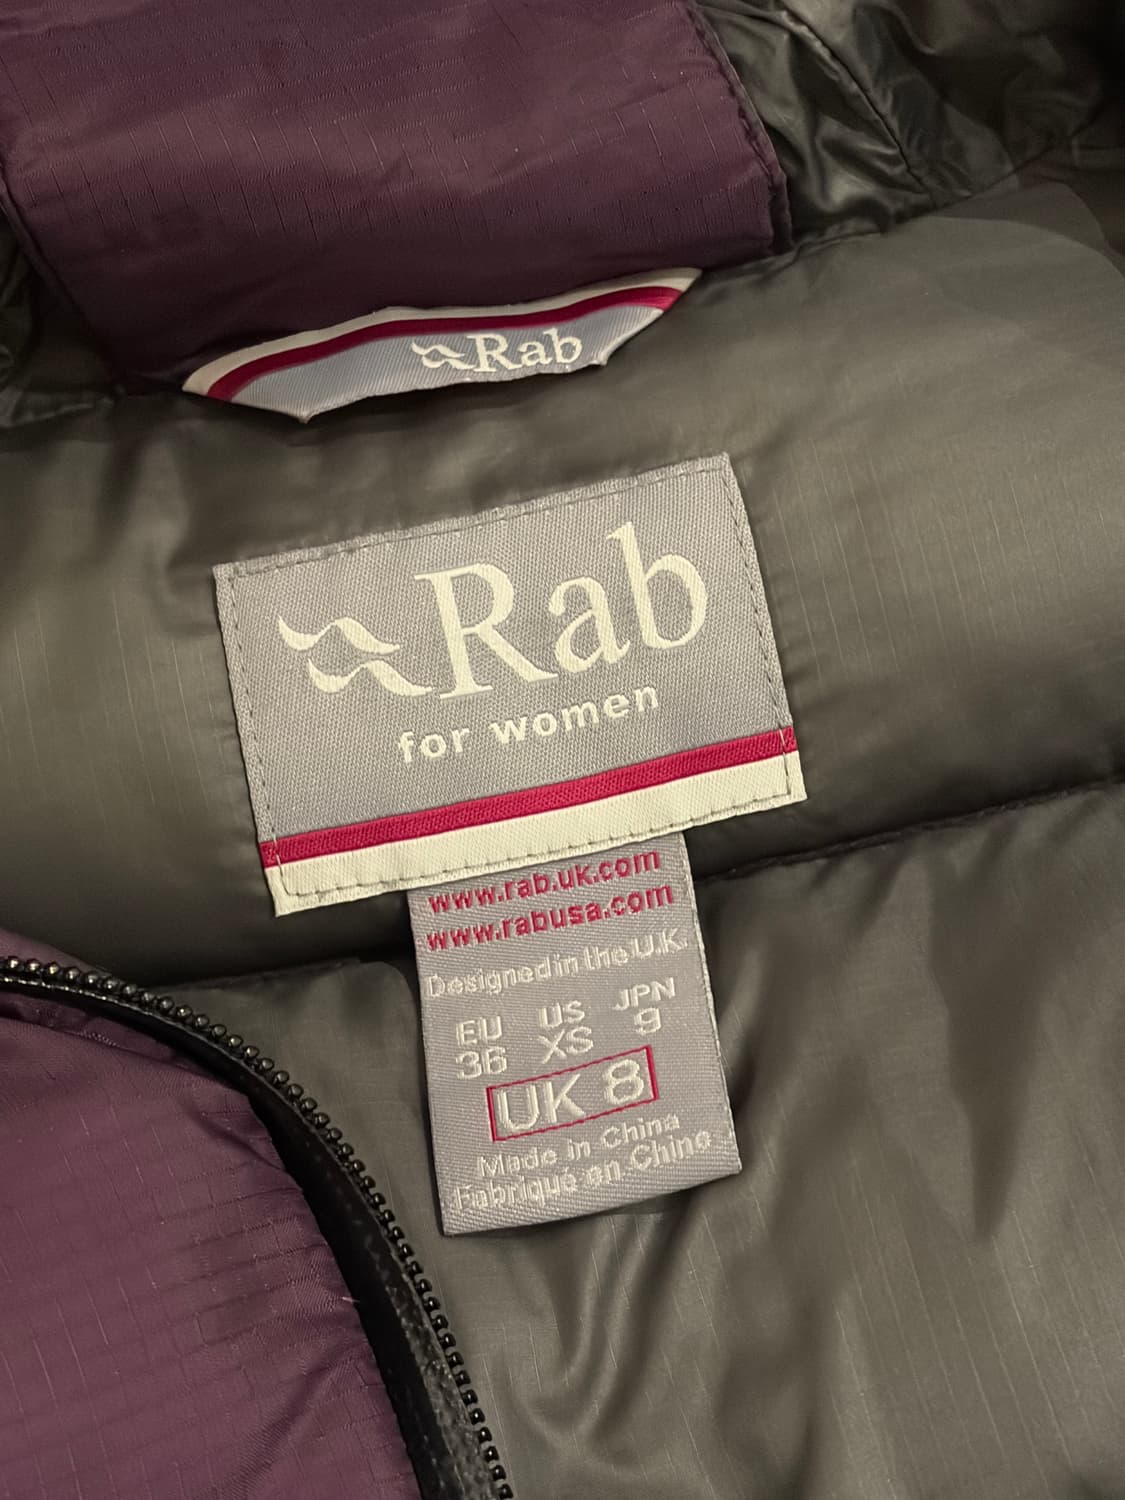 Rab
Rab
for women
www.rab.uk.com
www.rabusa.com
Designed in the U.K.
EU US JPN
36 XS 9
UK 8
Made in China
Fabriqué en Chine